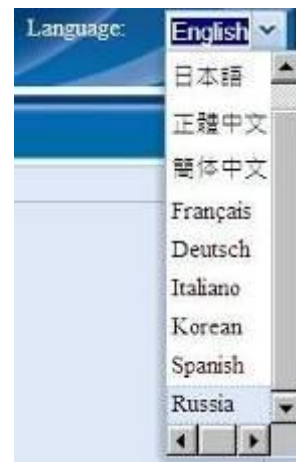 Language: English
日本語
正體中文
簡体中文
Français
Deutsch
Italiano
Korean
Spanish
Russia